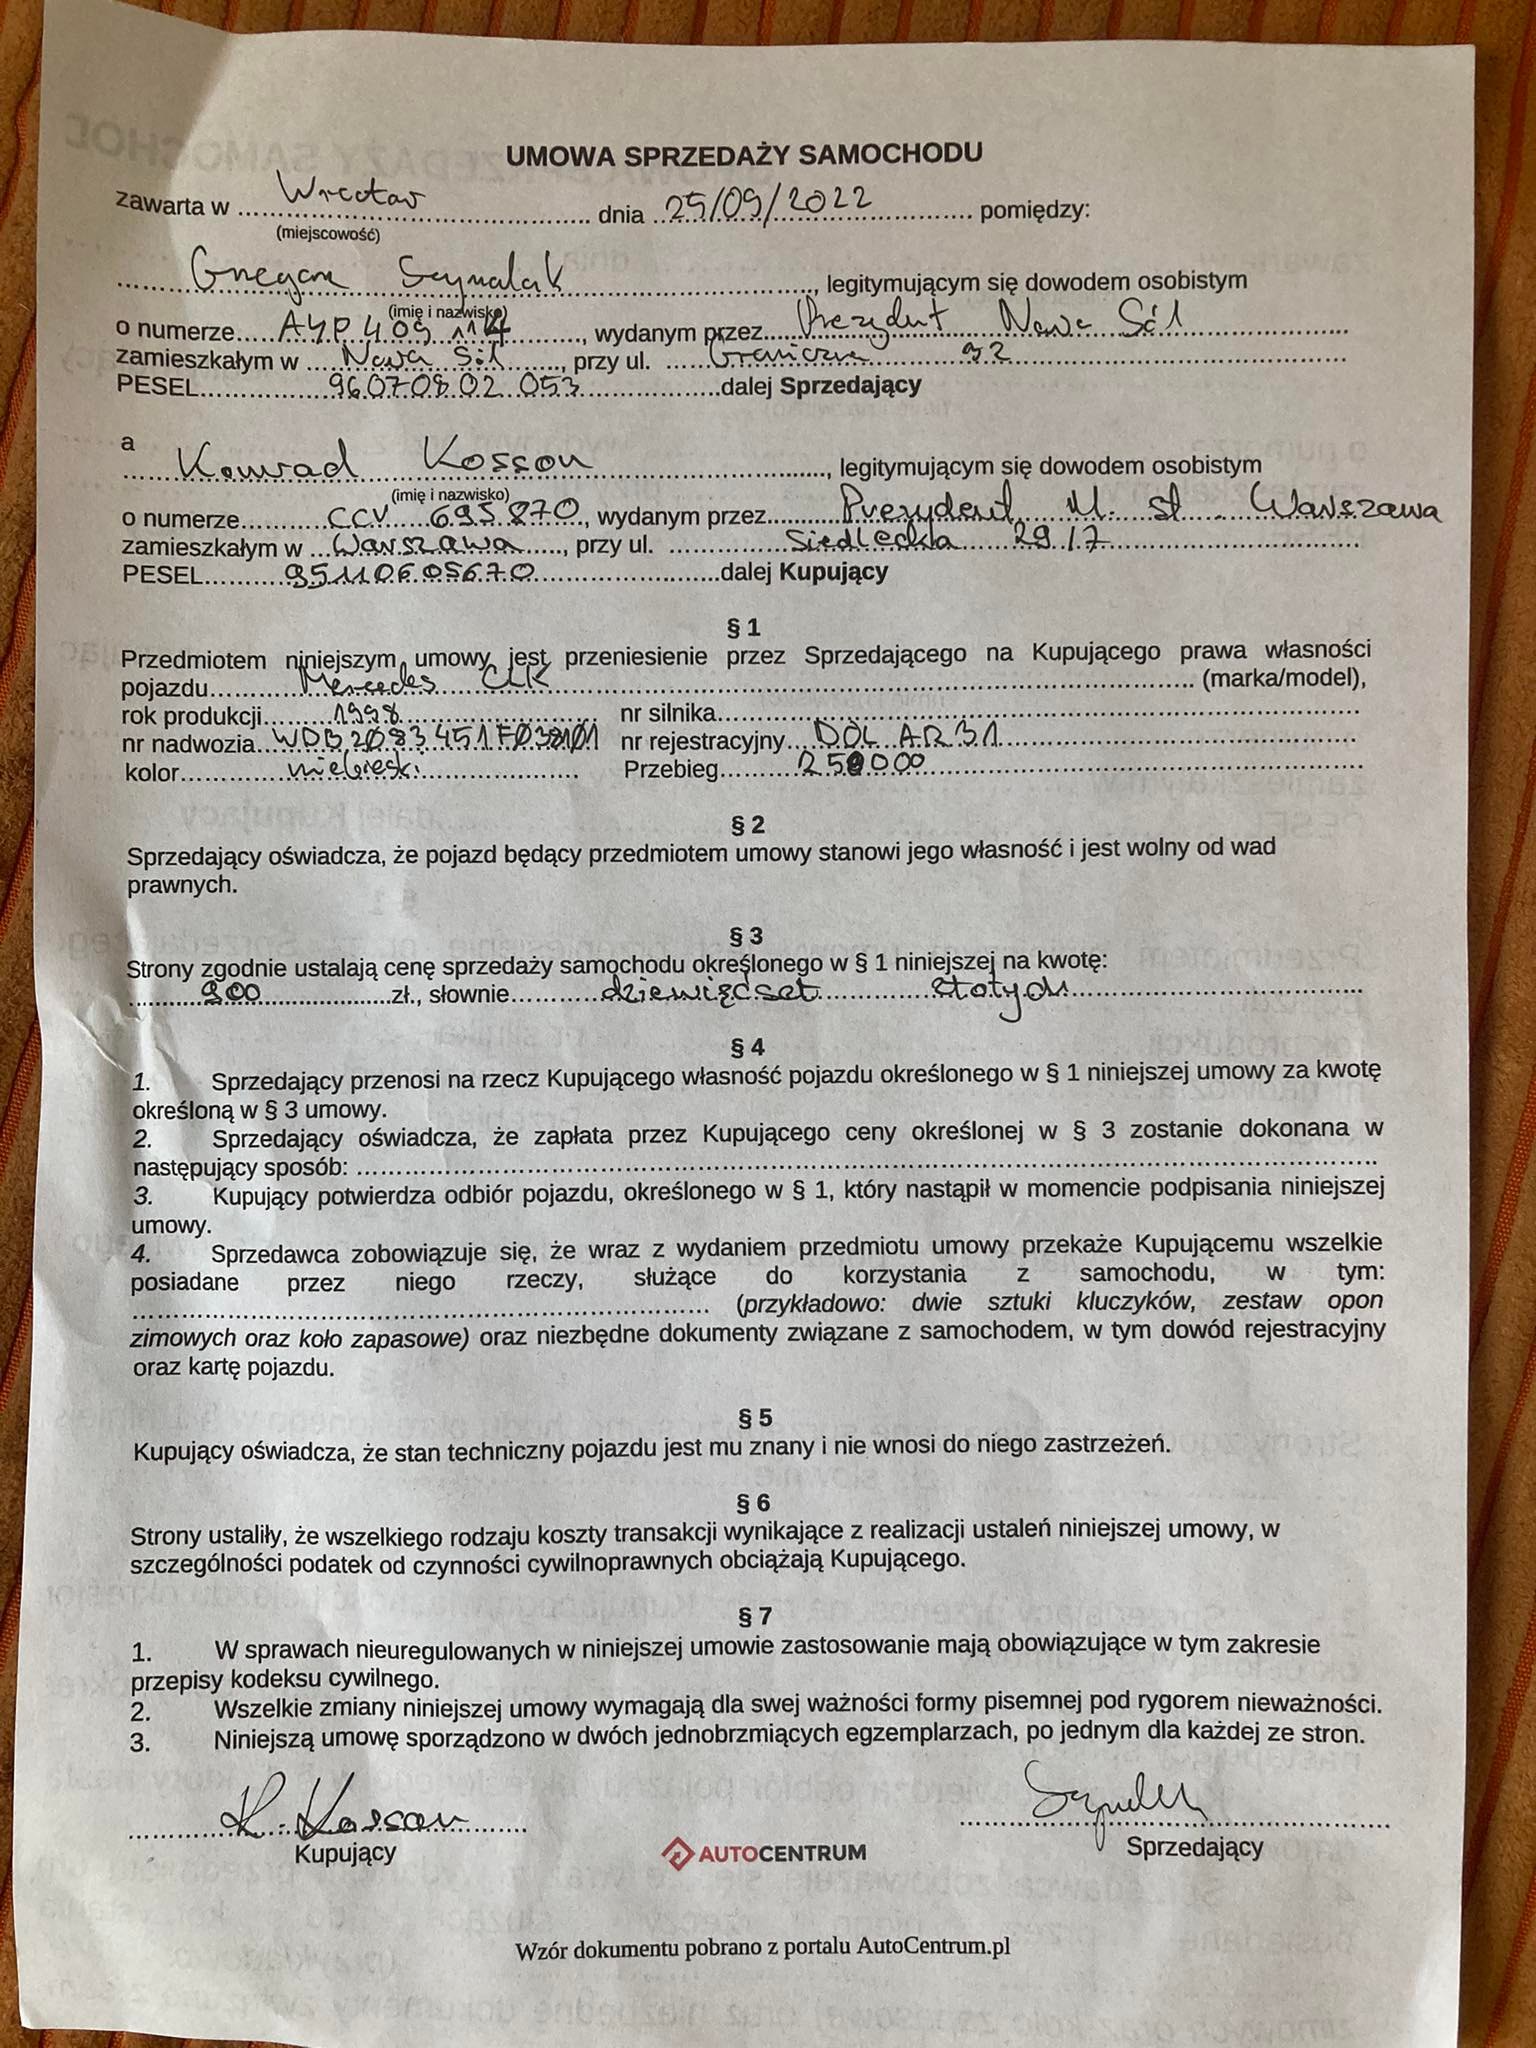 UMOWA SPRZEDAŻY SAMOCHODU
zawarta w Wrocław dnia 25/09/2022 pomiędzy:
(miejscowość)
legitymującym się dowodem osobistym
(imię i nazwisko)
o numerze AYP 409 114, wydanym przez Prezydent Nowa Sól
zamieszkałym w Nowa Sól, przy ul. Graniczna 92
PESEL 96070802053 dalej Sprzedający
a
Konrad Kosson, legitymującym się dowodem osobistym
(imię i nazwisko)
o numerze CCV 695870, wydanym przez Prezydent M. st. Warszawa
zamieszkałym w Warszawa, przy ul. Siedlecka 29/7
PESEL 95110605670 dalej Kupujący
§ 1
Przedmiotem niniejszym umowy jest przeniesienie przez Sprzedającego na Kupującego prawa własności
pojazdu Mercedes CLK (marka/model),
rok produkcji 1998 nr silnika
nr nadwozia nr rejestracyjny DOL AR31
kolor niebieski Przebieg 250000
§ 2
Sprzedający oświadcza, że pojazd będący przedmiotem umowy stanowi jego własność i jest wolny od wad
prawnych.
§ 3
Strony zgodnie ustalają cenę sprzedaży samochodu określonego w § 1 niniejszej na kwotę:
900 zł., słownie dziewięćset złotych
§ 4
1. Sprzedający przenosi na rzecz Kupującego własność pojazdu określonego w § 1 niniejszej umowy za kwotę
określoną w § 3 umowy.
2. Sprzedający oświadcza, że zapłata przez Kupującego ceny określonej w § 3 zostanie dokonana w
następujący sposób:
3. Kupujący potwierdza odbiór pojazdu, określonego w § 1, który nastąpił w momencie podpisania niniejszej
umowy.
4. Sprzedawca zobowiązuje się, że wraz z wydaniem przedmiotu umowy przekaże Kupującemu wszelkie
posiadane przez niego rzeczy, służące do korzystania z samochodu, w tym:
(przykładowo: dwie sztuki kluczyków, zestaw opon
zimowych oraz koło zapasowe) oraz niezbędne dokumenty związane z samochodem, w tym dowód rejestracyjny
oraz kartę pojazdu.
§ 5
Kupujący oświadcza, że stan techniczny pojazdu jest mu znany i nie wnosi do niego zastrzeżeń.
§ 6
Strony ustaliły, że wszelkiego rodzaju koszty transakcji wynikające z realizacji ustaleń niniejszej umowy, w
szczególności podatek od czynności cywilnoprawnych obciążają Kupującego.
§ 7
1. W sprawach nieuregulowanych w niniejszej umowie zastosowanie mają obowiązujące w tym zakresie
przepisy kodeksu cywilnego.
2. Wszelkie zmiany niniejszej umowy wymagają dla swej ważności formy pisemnej pod rygorem nieważności.
3. Niniejszą umowę sporządzono w dwóch jednobrzmiących egzemplarzach, po jednym dla każdej ze stron.
K. Kosson
Kupujący AUTOCENTRUM Sprzedający
Wzór dokumentu pobrano z portalu AutoCentrum.pl